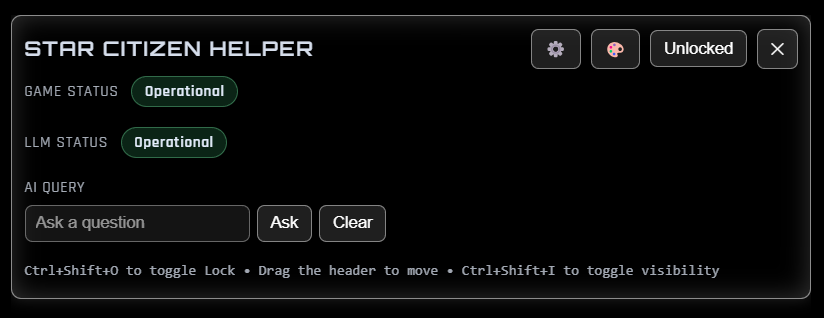 STAR CITIZEN HELPER
Unlocked
GAME STATUS Operational
LLM STATUS Operational
AI QUERY
Ask a question Ask Clear
Ctrl+Shift+O to toggle Lock • Drag the header to move • Ctrl+Shift+I to toggle visibility